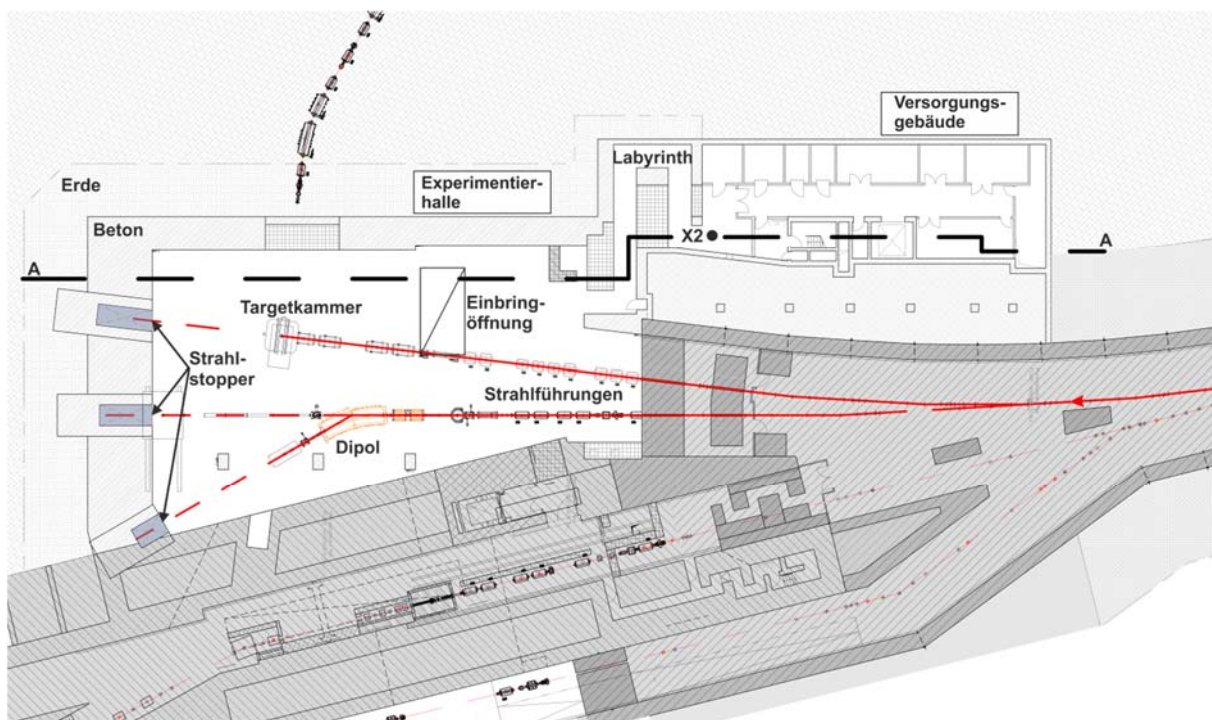 Versorgungs-
gebäude
Labyrinth
Experimentier-
halle
Erde
Beton
X2
A
A
Targetkammer
Einbring-
öffnung
Strahl-
stopper
Strahlführungen
Dipol